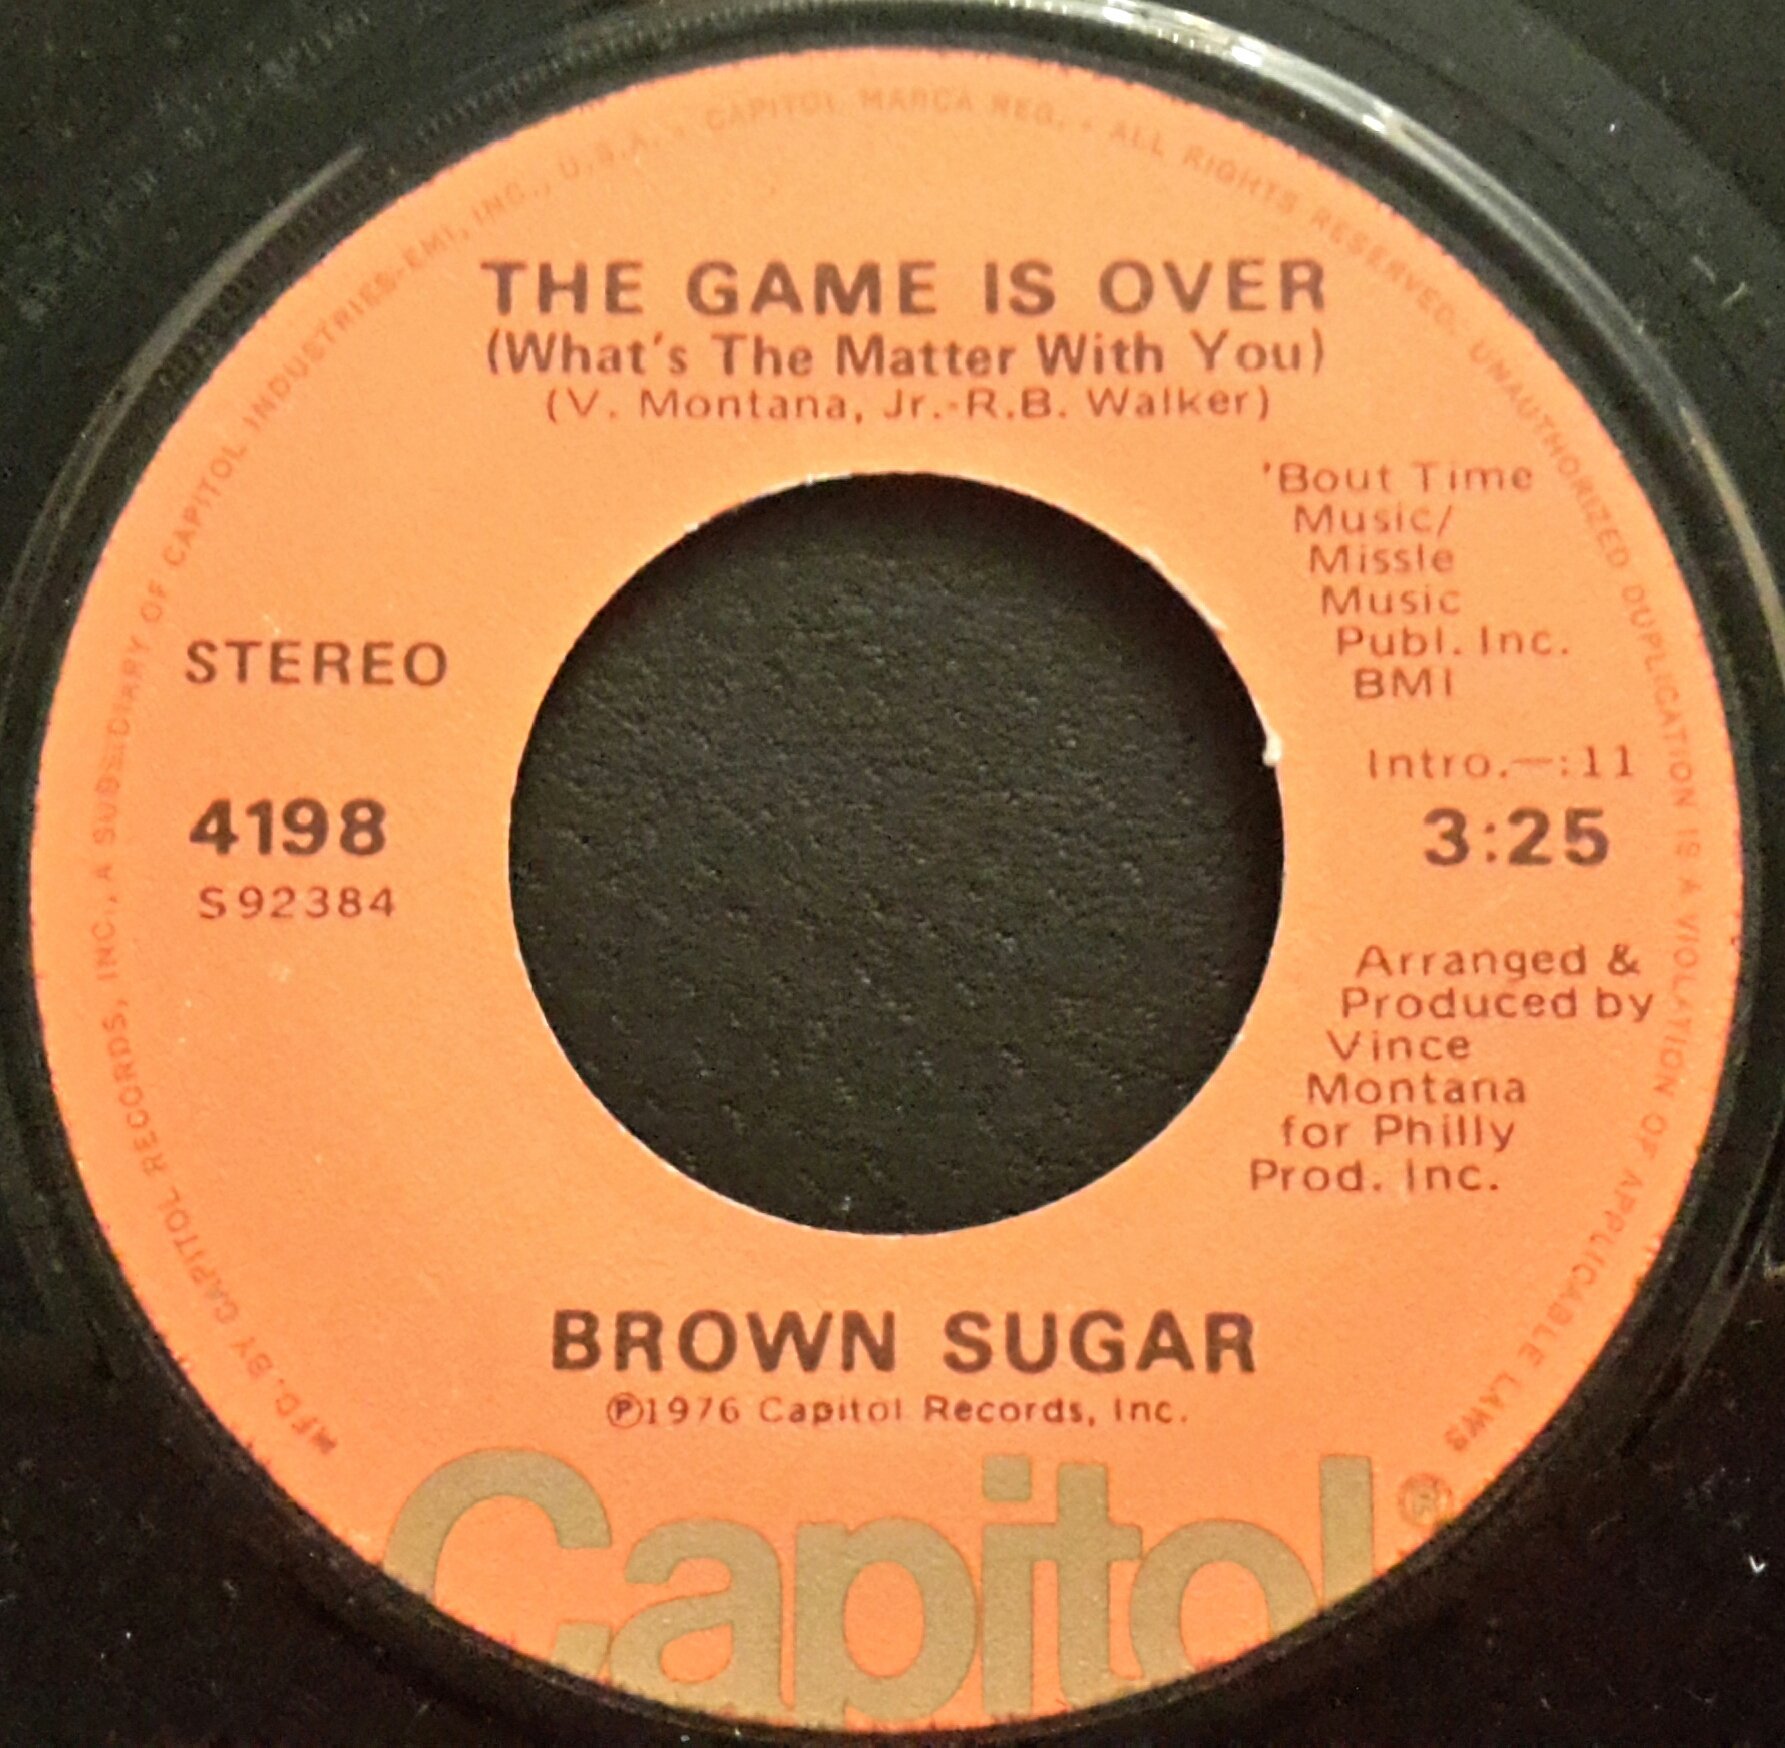 MFD. BY CAPITOL RECORDS, INC., A SUBSIDIARY OF CAPITOL INDUSTRIES-EMI, INC., U.S.A. • CAPITOL MARCA REG. • ALL RIGHTS RESERVED. UNAUTHORIZED DUPLICATION IS A VIOLATION OF APPLICABLE LAWS
THE GAME IS OVER
(What's The Matter With You)
(V. Montana, Jr.-R.B. Walker)
'Bout Time
Music/
Missle
Music
Publ. Inc.
BMI
STEREO
4198
S92384
Intro.—:11
3:25
Arranged &
Produced by
Vince
Montana
for Philly
Prod. Inc.
BROWN SUGAR
℗1976 Capitol Records, Inc.
Capitol®